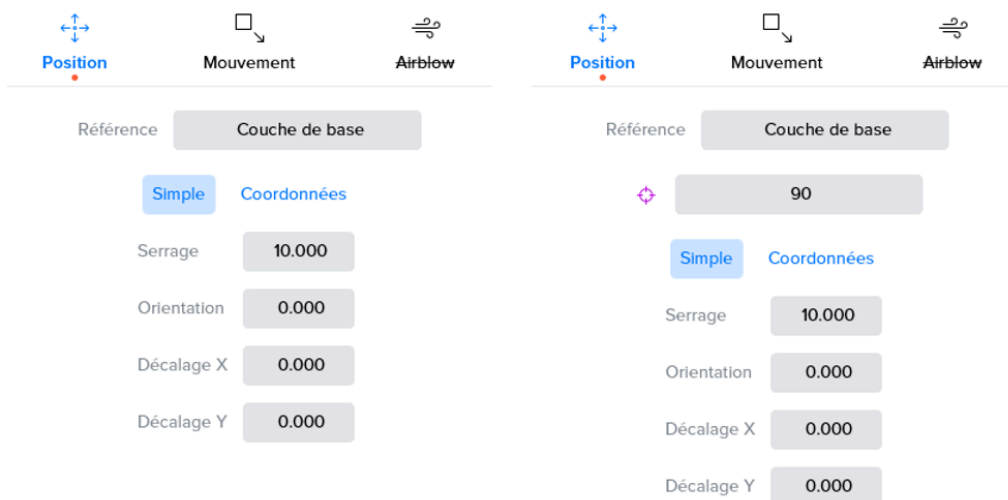 Position Mouvement Airblow
Référence Couche de base
Simple Coordonnées
Serrage 10.000
Orientation 0.000
Décalage X 0.000
Décalage Y 0.000
Position Mouvement Airblow
Référence Couche de base
90
Simple Coordonnées
Serrage 10.000
Orientation 0.000
Décalage X 0.000
Décalage Y 0.000